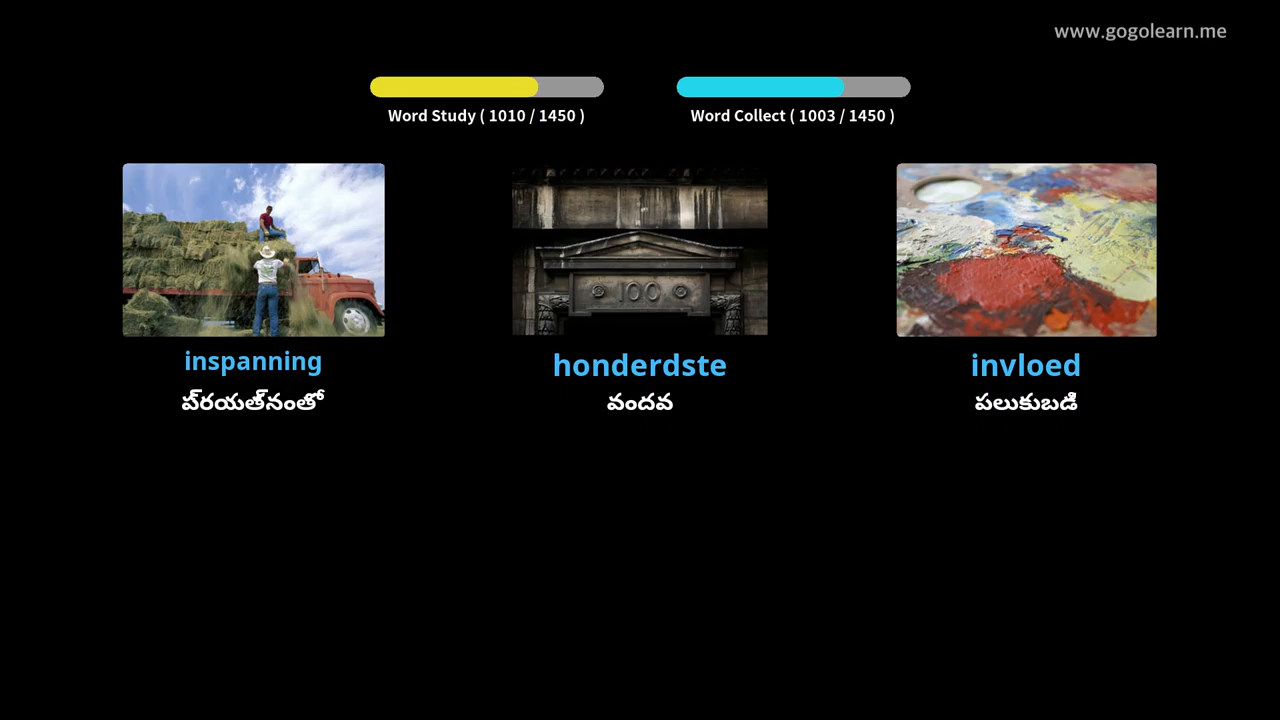 www.gogolearn.me
Word Study ( 1010 / 1450 )
Word Collect ( 1003 / 1450 )
100
inspanning
honderdste
invloed
ప్రయత్నంతో
వందవ
పలుకుబడి